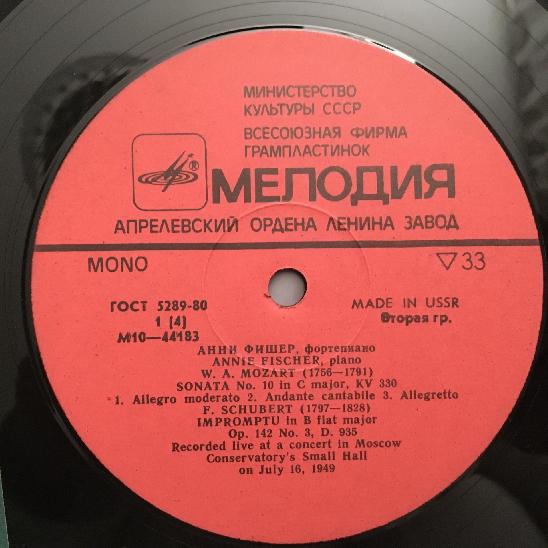 МИНИСТЕРСТВО
КУЛЬТУРЫ СССР
ВСЕСОЮЗНАЯ ФИРМА
ГРАМПЛАСТИНОК
®
МЕЛОДИЯ
АПРЕЛЕВСКИЙ ОРДЕНА ЛЕНИНА ЗАВОД
MONO
▽33
ГОСТ 5289-80
MADE IN USSR
1 [4]
Вторая гр.
М10—44183
АННИ ФИШЕР, фортепиано
ANNIE FISCHER, piano
W. A. MOZART (1756—1791)
SONATA No. 10 in C major, KV 330
1. Allegro moderato 2. Andante cantabile 3. Allegretto
F. SCHUBERT (1797—1828)
IMPROMPTU in B flat major
Op. 142 No. 3, D. 935
Recorded live at a concert in Moscow
Conservatory's Small Hall
on July 16, 1949